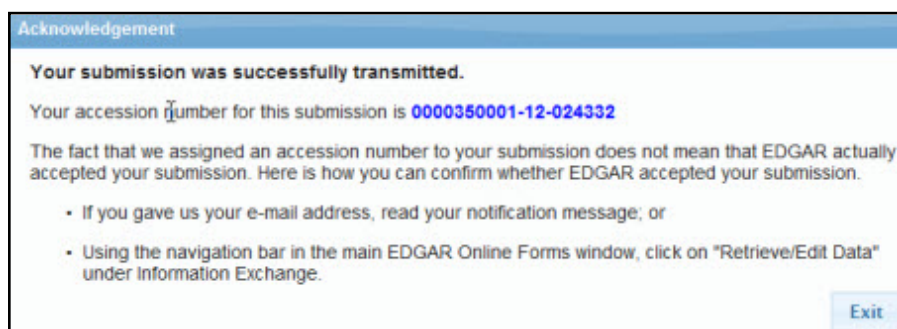 Acknowledgement
Your submission was successfully transmitted.
Your accession number for this submission is 0000350001-12-024332
The fact that we assigned an accession number to your submission does not mean that EDGAR actually
accepted your submission. Here is how you can confirm whether EDGAR accepted your submission.
• If you gave us your e-mail address, read your notification message; or
• Using the navigation bar in the main EDGAR Online Forms window, click on "Retrieve/Edit Data"
under Information Exchange.
Exit